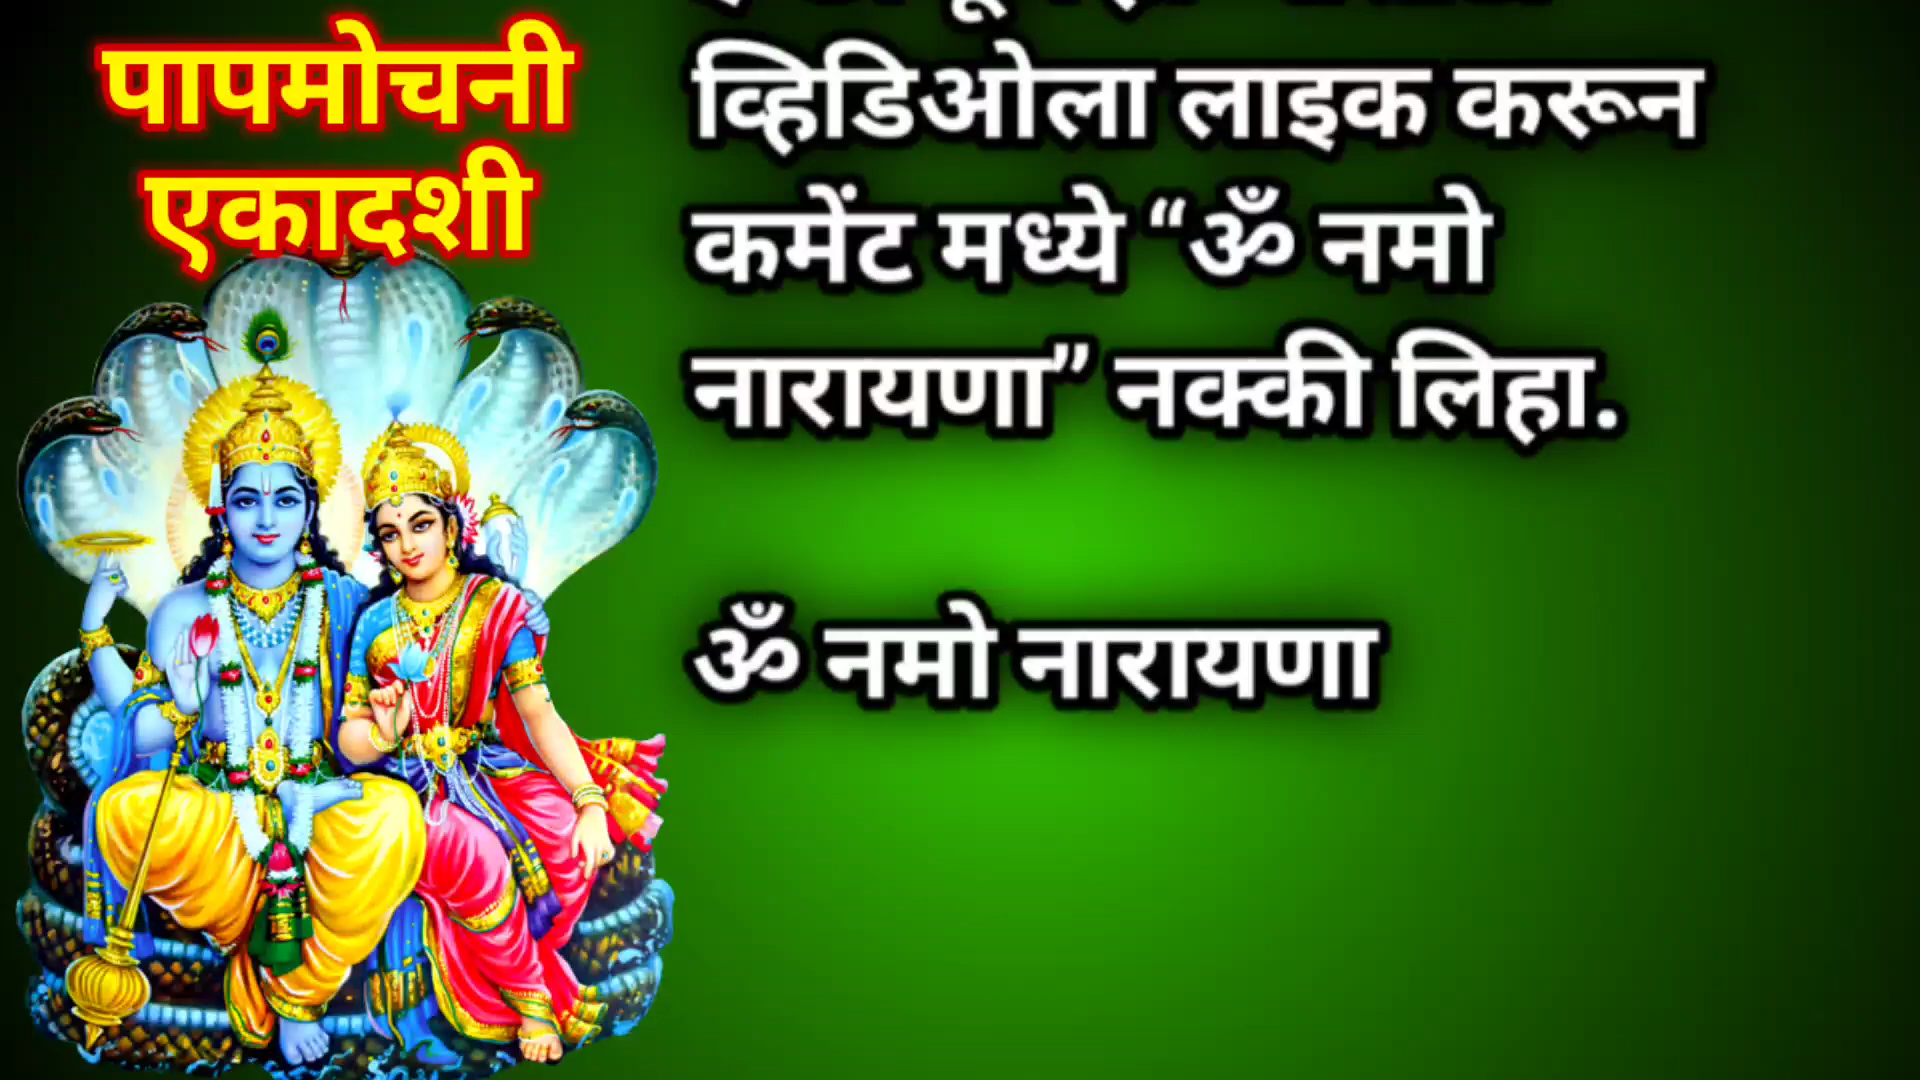 पापमोचनी
एकादशी
व्हिडिओला लाइक करून
कमेंट मध्ये “ॐ नमो
नारायणा” नक्की लिहा.
ॐ नमो नारायणा